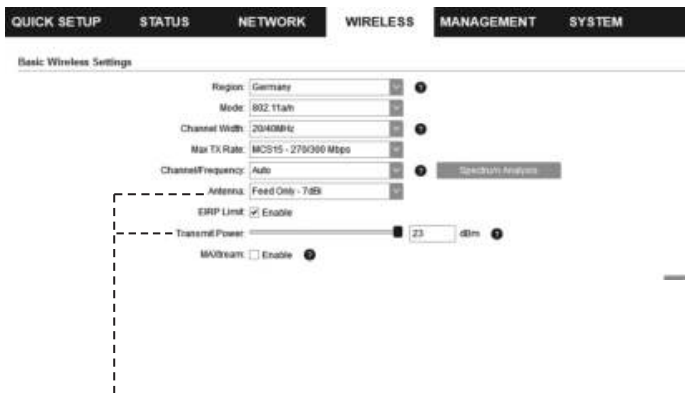 QUICK SETUP STATUS NETWORK WIRELESS MANAGEMENT SYSTEM
Basic Wireless Settings
Region: Germany
Mode: 802.11a/n
Channel Width: 20/40MHz
Max TX Rate: MCS15 - 270/300 Mbps
Channel/Frequency: Auto Spectrum Analysis
Antenna: Feed Only - 7dBi
EIRP Limit: Enable
Transmit Power: 23 dBm
MAXtream: Enable